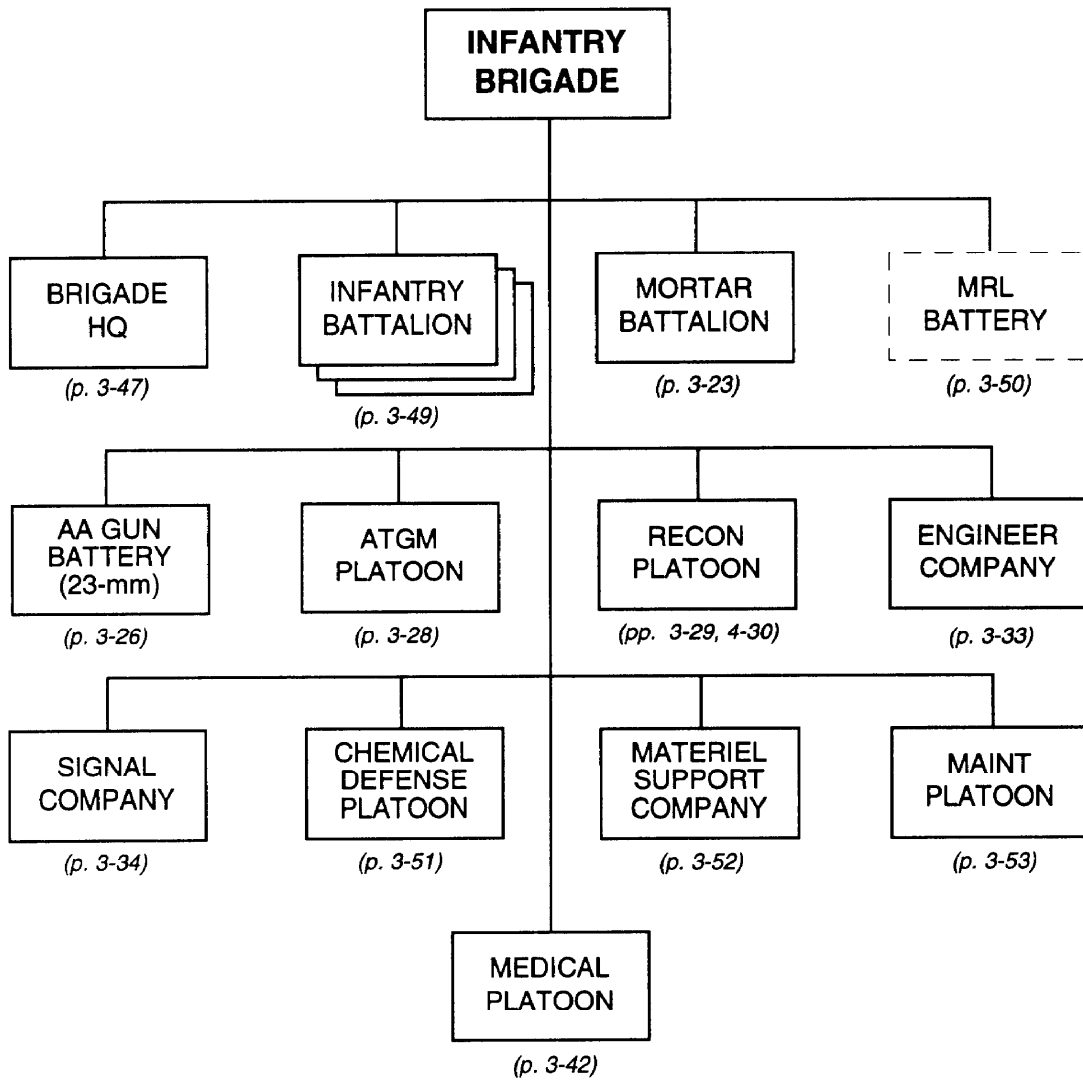 INFANTRY
BRIGADE
BRIGADE
HQ
(p. 3-47)
INFANTRY
BATTALION
(p. 3-49)
MORTAR
BATTALION
(p. 3-23)
MRL
BATTERY
(p. 3-50)
AA GUN
BATTERY
(23-mm)
(p. 3-26)
ATGM
PLATOON
(p. 3-28)
RECON
PLATOON
(pp. 3-29, 4-30)
ENGINEER
COMPANY
(p. 3-33)
SIGNAL
COMPANY
(p. 3-34)
CHEMICAL
DEFENSE
PLATOON
(p. 3-51)
MATERIEL
SUPPORT
COMPANY
(p. 3-52)
MAINT
PLATOON
(p. 3-53)
MEDICAL
PLATOON
(p. 3-42)